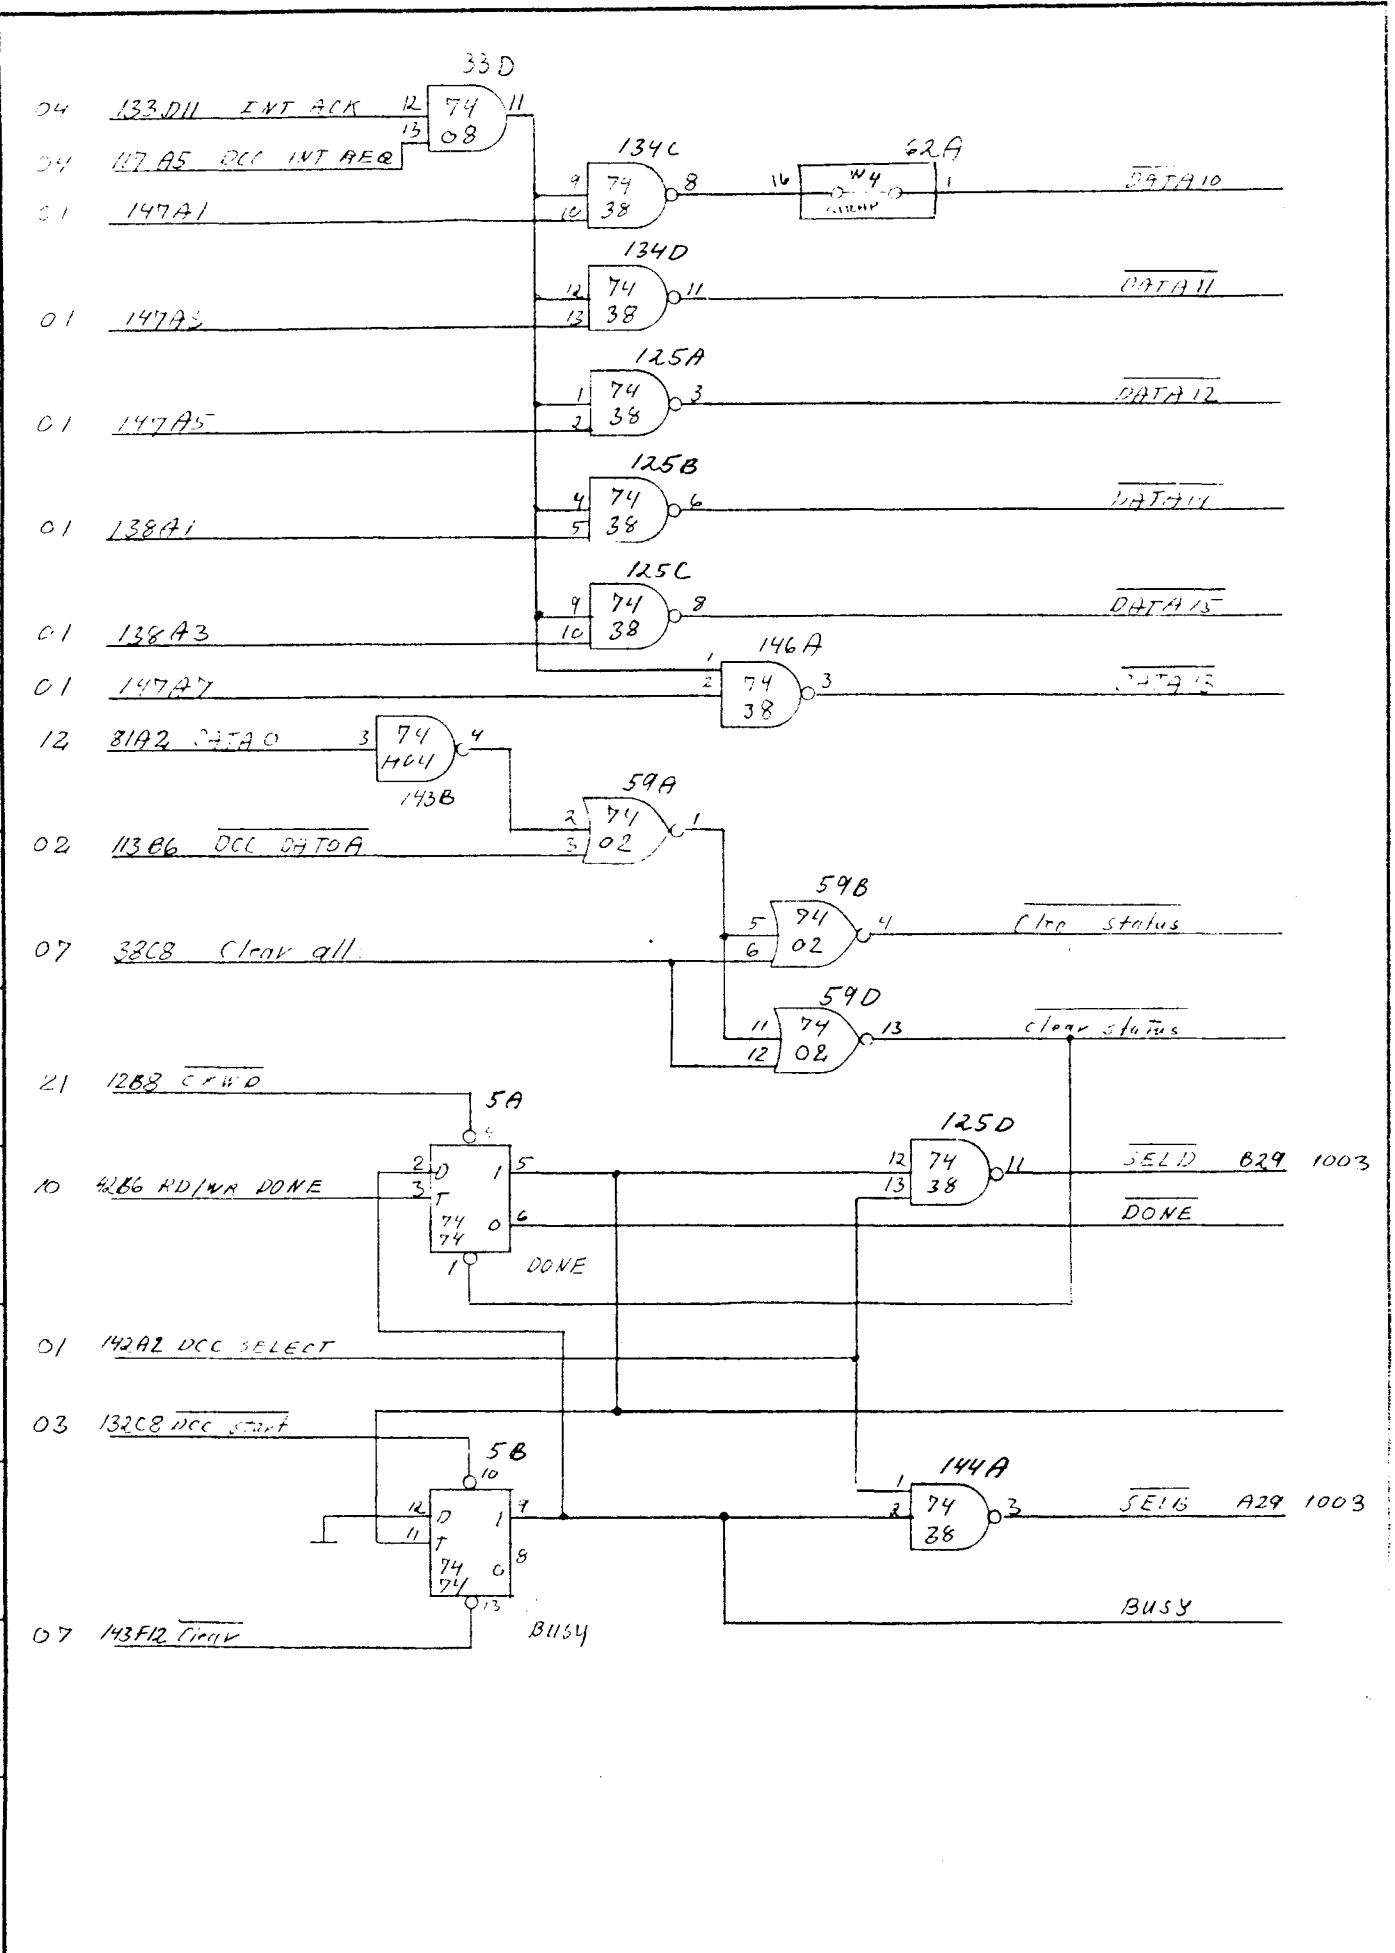 33D
04 133D11 INT ACK 12 74 11
13 08
04 117A5 DCC INT REQ
134C 62A
9 74 8 16 W4 1 DATA10
01 147A1 10 38 STRAP
134D
12 74 11 DATA11
01 147A3 13 38
125A
1 74 3 DATA12
01 147A5 2 38
125B
4 74 6 DATA14
01 138A1 5 38
125C
9 74 8 DATA15
01 138A3 10 38
146A
1
01 147A7 2 74 3 DATA13
38
12 81A2 DATA0 3 74 4
H04
143B 59A
2 74 1
02 113B6 DCC DATOA 3 02
59B
5 74 4 Clea status
07 38C8 Clear all 6 02
59D
11 74 13 clear status
12 02
21 12B8
5A
4
125D
2 D 1 5 12 74 11 SELD B29 1003
10 42B6 RD/WR DONE 3 T 13 38
74 0 6 DONE
74
1 DONE
01 142A2 DCC SELECT
03 132C8 DCC start
5B
10
144A
1
12 D 1 9 2 74 3 SELB A29 1003
11 T 38
74 0 8
74
13 BUSY
07 143F12 Clear BUSY